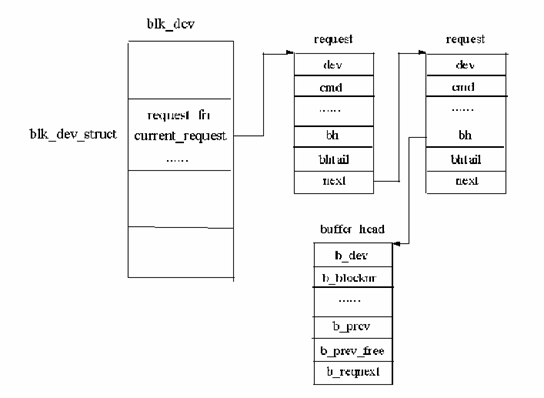 blk_dev
request
request
dev
dev
cmd
cmd
......
......
request_fn
blk_dev_struct
current_request
bh
bh
......
bhtail
bhtail
next
next
buffer_head
b_dev
b_blocknr
......
b_prev
b_prev_free
b_reqnext